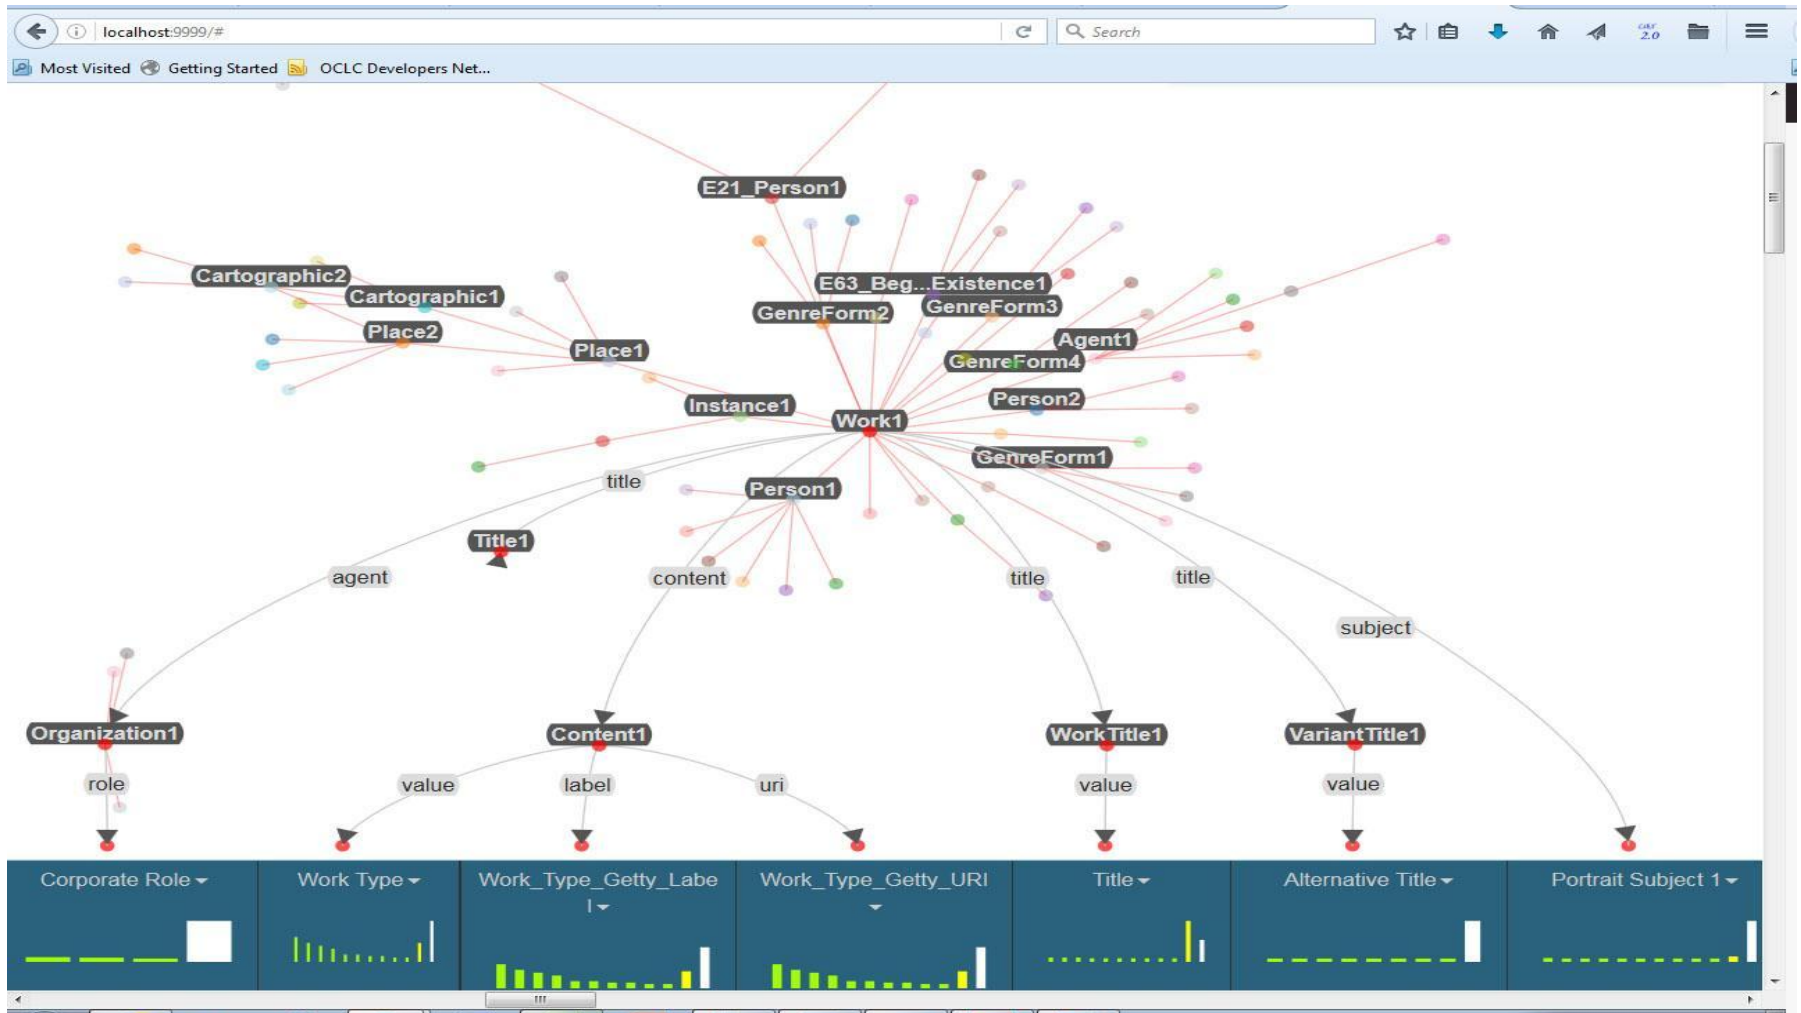 localhost:9999/#
Search
Most Visited Getting Started OCLC Developers Net...
E21_Person1
Cartographic2
E63_Beg...Existence1
Cartographic1
GenreForm3
GenreForm2
Place2
Agent1
Place1
GenreForm4
Person2
Instance1
Work1
GenreForm1
title
Person1
Title1
agent
content
title
title
subject
Organization1
Content1
WorkTitle1
VariantTitle1
role
value
label
uri
value
value
Corporate Role
Work Type
Work_Type_Getty_Labe
l
Work_Type_Getty_URI
Title
Alternative Title
Portrait Subject 1